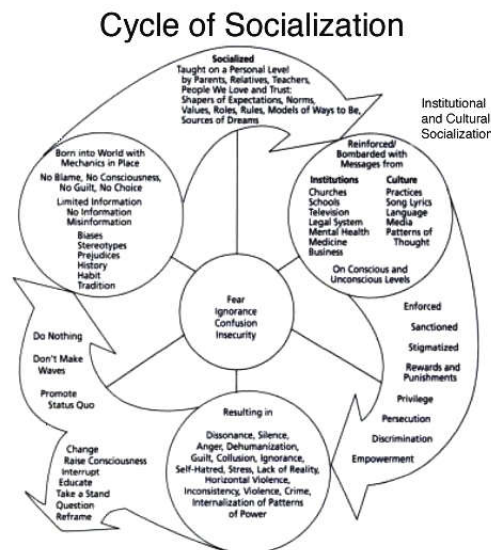 Cycle of Socialization
Socialized
Taught on a Personal Level
by Parents, Relatives, Teachers,
People We Love and Trust:
Shapers of Expectations, Norms,
Values, Roles, Rules, Models of Ways to Be,
Sources of Dreams
Institutional
and Cultural
Socialization
Born into World with
Mechanics in Place
No Blame, No Consciousness,
No Guilt, No Choice
Limited Information
No Information
Misinformation
Biases
Stereotypes
Prejudices
History
Habit
Tradition
Reinforced/
Bombarded with
Messages from
Institutions
Churches
Schools
Television
Legal System
Mental Health
Medicine
Business
Culture
Practices
Song Lyrics
Language
Media
Patterns of
Thought
On Conscious and
Unconscious Levels
Fear
Ignorance
Confusion
Insecurity
Enforced
Sanctioned
Stigmatized
Rewards and
Punishments
Privilege
Persecution
Discrimination
Empowerment
Resulting in
Dissonance, Silence,
Anger, Dehumanization,
Guilt, Collusion, Ignorance,
Self-Hatred, Stress, Lack of Reality,
Horizontal Violence,
Inconsistency, Violence, Crime,
Internalization of Patterns
of Power
Do Nothing
Don't Make
Waves
Promote
Status Quo
Change
Raise Consciousness
Interrupt
Educate
Take a Stand
Question
Reframe